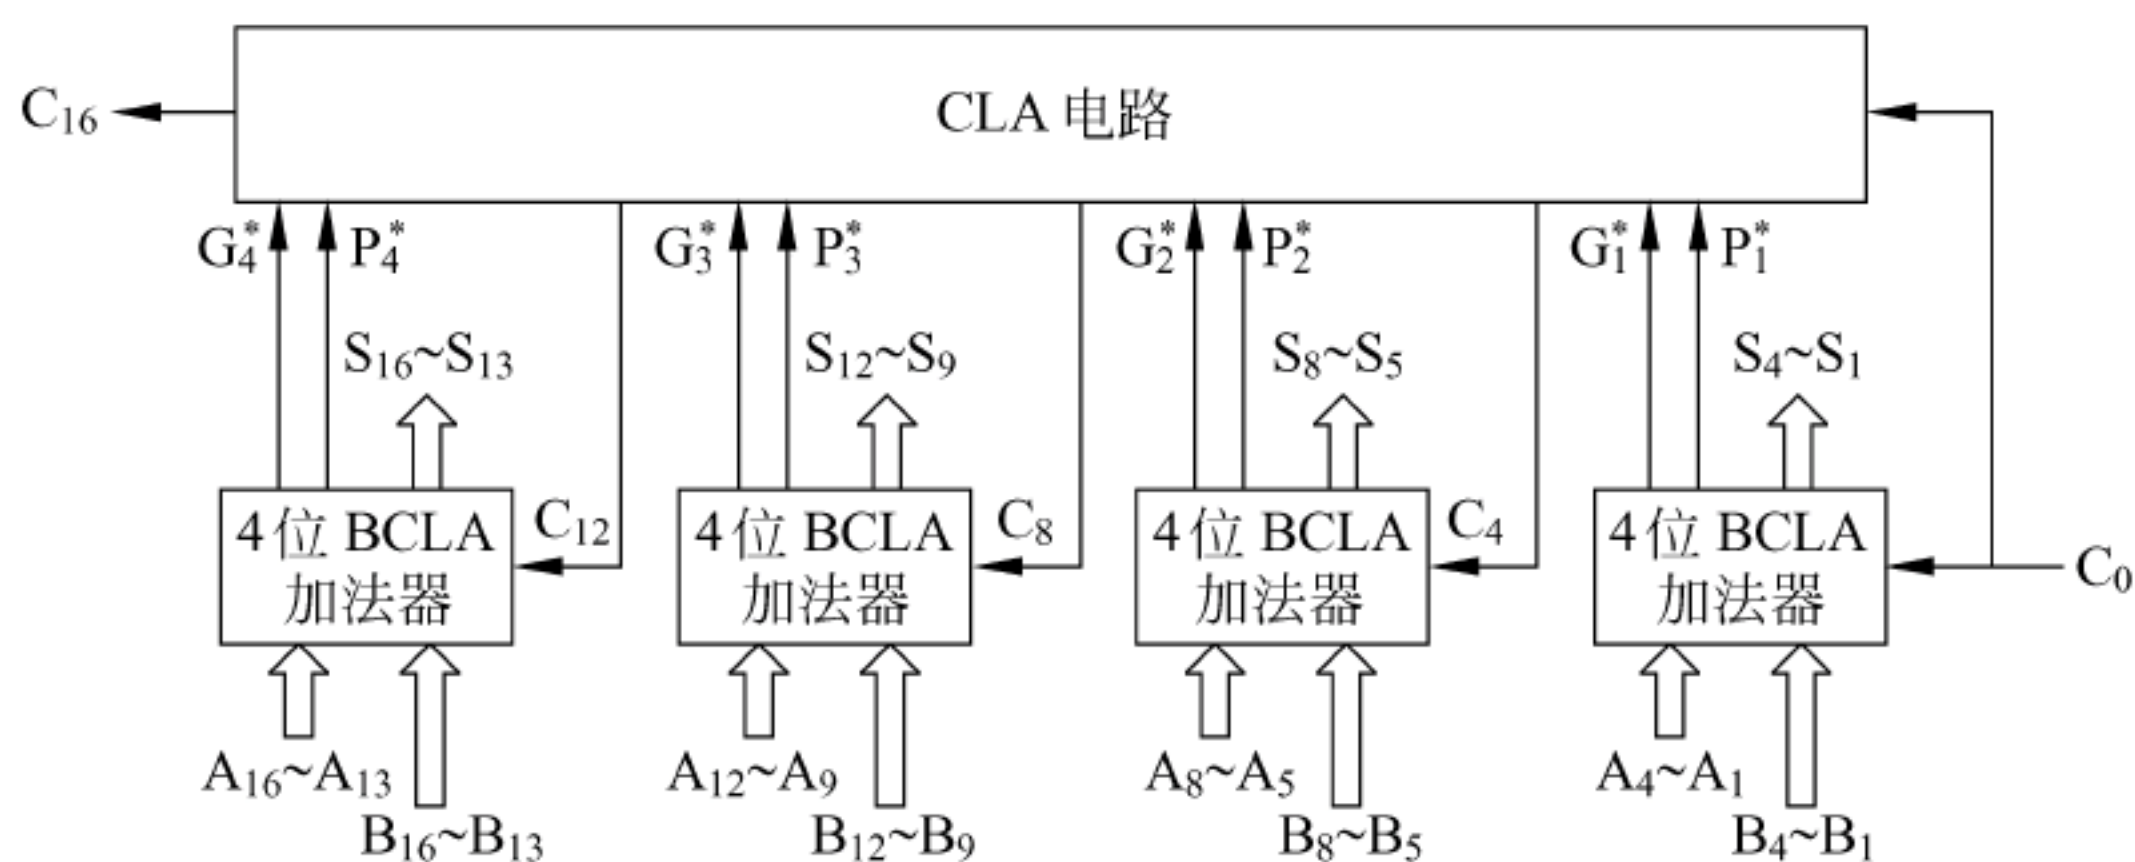 C₁₆ CLA 电路
G₄* P₄* G₃* P₃* G₂* P₂* G₁* P₁*
S₁₆~S₁₃ S₁₂~S₉ S₈~S₅ S₄~S₁
4 位 BCLA 加法器
C₁₂
4 位 BCLA 加法器
C₈
4 位 BCLA 加法器
C₄
4 位 BCLA 加法器
C₀
A₁₆~A₁₃ A₁₂~A₉ A₈~A₅ A₄~A₁
B₁₆~B₁₃ B₁₂~B₉ B₈~B₅ B₄~B₁